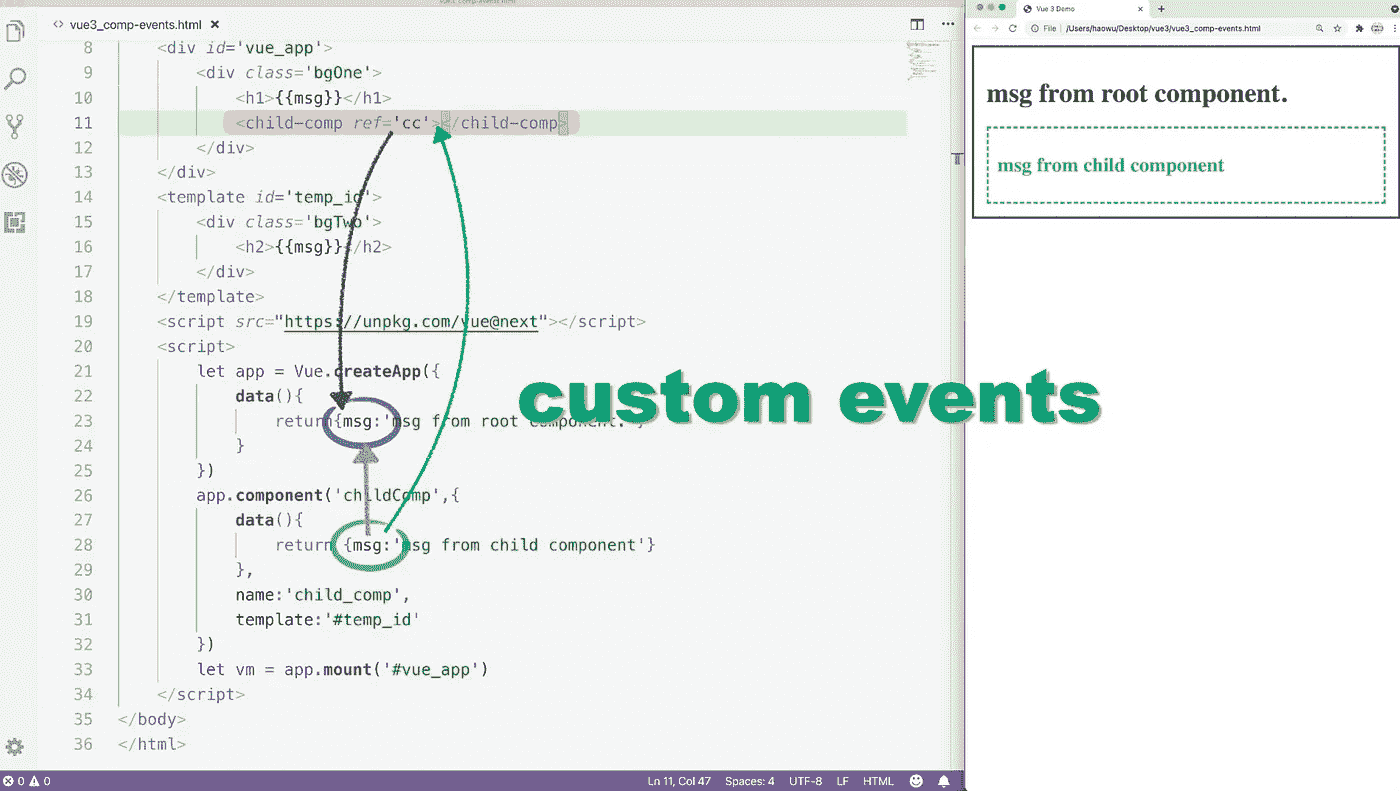 vue3_comp-events.html
vue3_comp-events.html ×
8 <div id='vue_app'>
9 <div class='bgOne'>
10 <h1>{{msg}}</h1>
11 <child-comp ref='cc'></child-comp>
12 </div>
13 </div>
14 <template id='temp_id'>
15 <div class='bgTwo'>
16 <h2>{{msg}}</h2>
17 </div>
18 </template>
19 <script src="https://unpkg.com/vue@next"></script>
20 <script>
21 let app = Vue.createApp({
22 data(){
23 return{msg:'msg from root component.'}
24 }
25 })
26 app.component('childComp',{
27 data(){
28 return {msg:'msg from child component'}
29 },
30 name:'child_comp',
31 template:'#temp_id'
32 })
33 let vm = app.mount('#vue_app')
34 </script>
35 </body>
36 </html>
custom events
0 0 Ln 11, Col 47 Spaces: 4 UTF-8 LF HTML
Vue 3 Demo
File /Users/haowu/Desktop/vue3/vue3_comp-events.html
msg from root component.
msg from child component